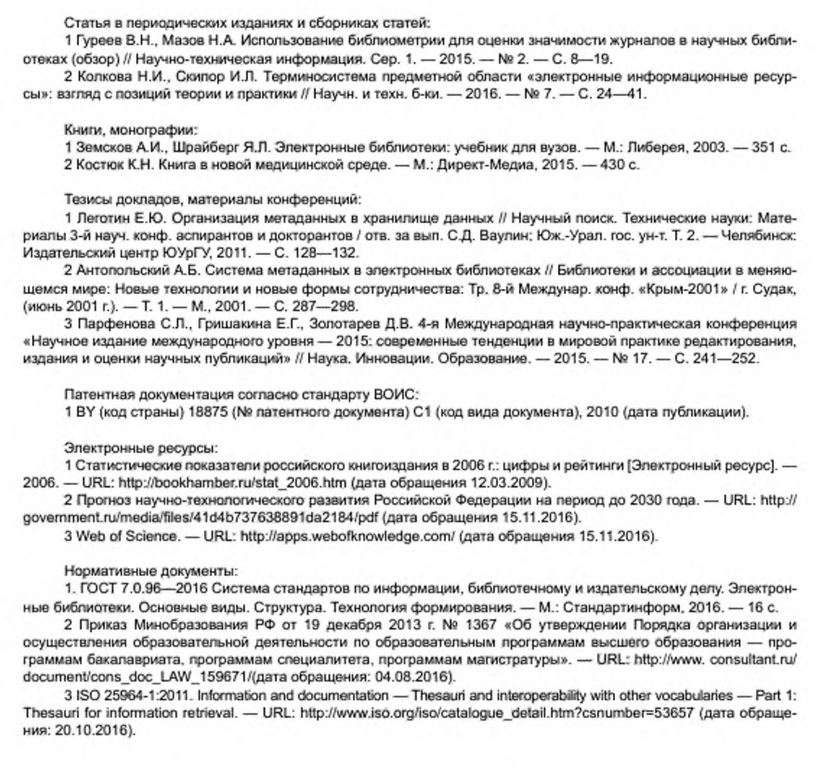 Статья в периодических изданиях и сборниках статей:
1 Гуреев В.Н., Мазов Н.А. Использование библиометрии для оценки значимости журналов в научных библи-
отеках (обзор) // Научно-техническая информация. Сер. 1. — 2015. — № 2. — С. 8—19.
2 Колкова Н.И., Скипор И.Л. Терминосистема предметной области «электронные информационные ресур-
сы»: взгляд с позиций теории и практики // Научн. и техн. б-ки. — 2016. — № 7. — С. 24—41.
Книги, монографии:
1 Земсков А.И., Шрайберг Я.Л. Электронные библиотеки: учебник для вузов. — М.: Либерея, 2003. — 351 с.
2 Костюк К.Н. Книга в новой медицинской среде. — М.: Директ-Медиа, 2015. — 430 с.
Тезисы докладов, материалы конференций:
1 Леготин Е.Ю. Организация метаданных в хранилище данных // Научный поиск. Технические науки: Мате-
риалы 3-й науч. конф. аспирантов и докторантов / отв. за вып. С.Д. Ваулин; Юж.-Урал. гос. ун-т. Т. 2. — Челябинск:
Издательский центр ЮУрГУ, 2011. — С. 128—132.
2 Антопольский А.Б. Система метаданных в электронных библиотеках // Библиотеки и ассоциации в меняю-
щемся мире: Новые технологии и новые формы сотрудничества: Тр. 8-й Междунар. конф. «Крым-2001» / г. Судак,
(июнь 2001 г.). — Т. 1. — М., 2001. — С. 287—298.
3 Парфенова С.Л., Гришакина Е.Г., Золотарев Д.В. 4-я Международная научно-практическая конференция
«Научное издание международного уровня — 2015: современные тенденции в мировой практике редактирования,
издания и оценки научных публикаций» // Наука. Инновации. Образование. — 2015. — № 17. — С. 241—252.
Патентная документация согласно стандарту ВОИС:
1 BY (код страны) 18875 (№ патентного документа) С1 (код вида документа), 2010 (дата публикации).
Электронные ресурсы:
1 Статистические показатели российского книгоиздания в 2006 г.: цифры и рейтинги [Электронный ресурс]. —
2006. — URL: http://bookhamber.ru/stat_2006.htm (дата обращения 12.03.2009).
2 Прогноз научно-технологического развития Российской Федерации на период до 2030 года. — URL: http://
government.ru/media/files/41d4b737638891da2184/pdf (дата обращения 15.11.2016).
3 Web of Science. — URL: http://apps.webofknowledge.com/ (дата обращения 15.11.2016).
Нормативные документы:
1. ГОСТ 7.0.96—2016 Система стандартов по информации, библиотечному и издательскому делу. Электрон-
ные библиотеки. Основные виды. Структура. Технология формирования. — М.: Стандартинформ, 2016. — 16 с.
2 Приказ Минобразования РФ от 19 декабря 2013 г. № 1367 «Об утверждении Порядка организации и
осуществления образовательной деятельности по образовательным программам высшего образования — про-
граммам бакалавриата, программам специалитета, программам магистратуры». — URL: http://www. consultant.ru/
document/cons_doc_LAW_159671/(дата обращения: 04.08.2016).
3 ISO 25964-1:2011. Information and documentation — Thesauri and interoperability with other vocabularies — Part 1:
Thesauri for information retrieval. — URL: http://www.iso.org/iso/catalogue_detail.htm?csnumber=53657 (дата обраще-
ния: 20.10.2016).